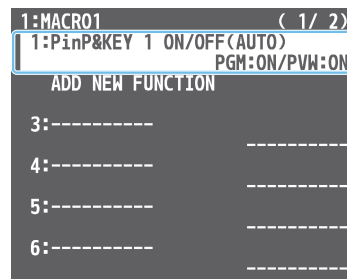 1:MACRO1 ( 1/ 2)
1:PinP&KEY 1 ON/OFF(AUTO)
PGM:ON/PVW:ON
ADD NEW FUNCTION
3:----------
----------
4:----------
----------
5:----------
----------
6:----------
----------